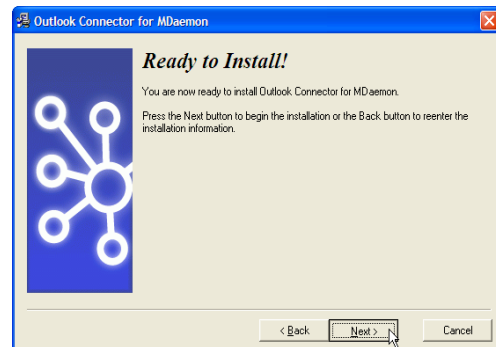 Outlook Connector for MDaemon
Ready to Install!
You are now ready to install Outlook Connector for MDaemon.
Press the Next button to begin the installation or the Back button to reenter the
installation information.
< Back
Next >
Cancel